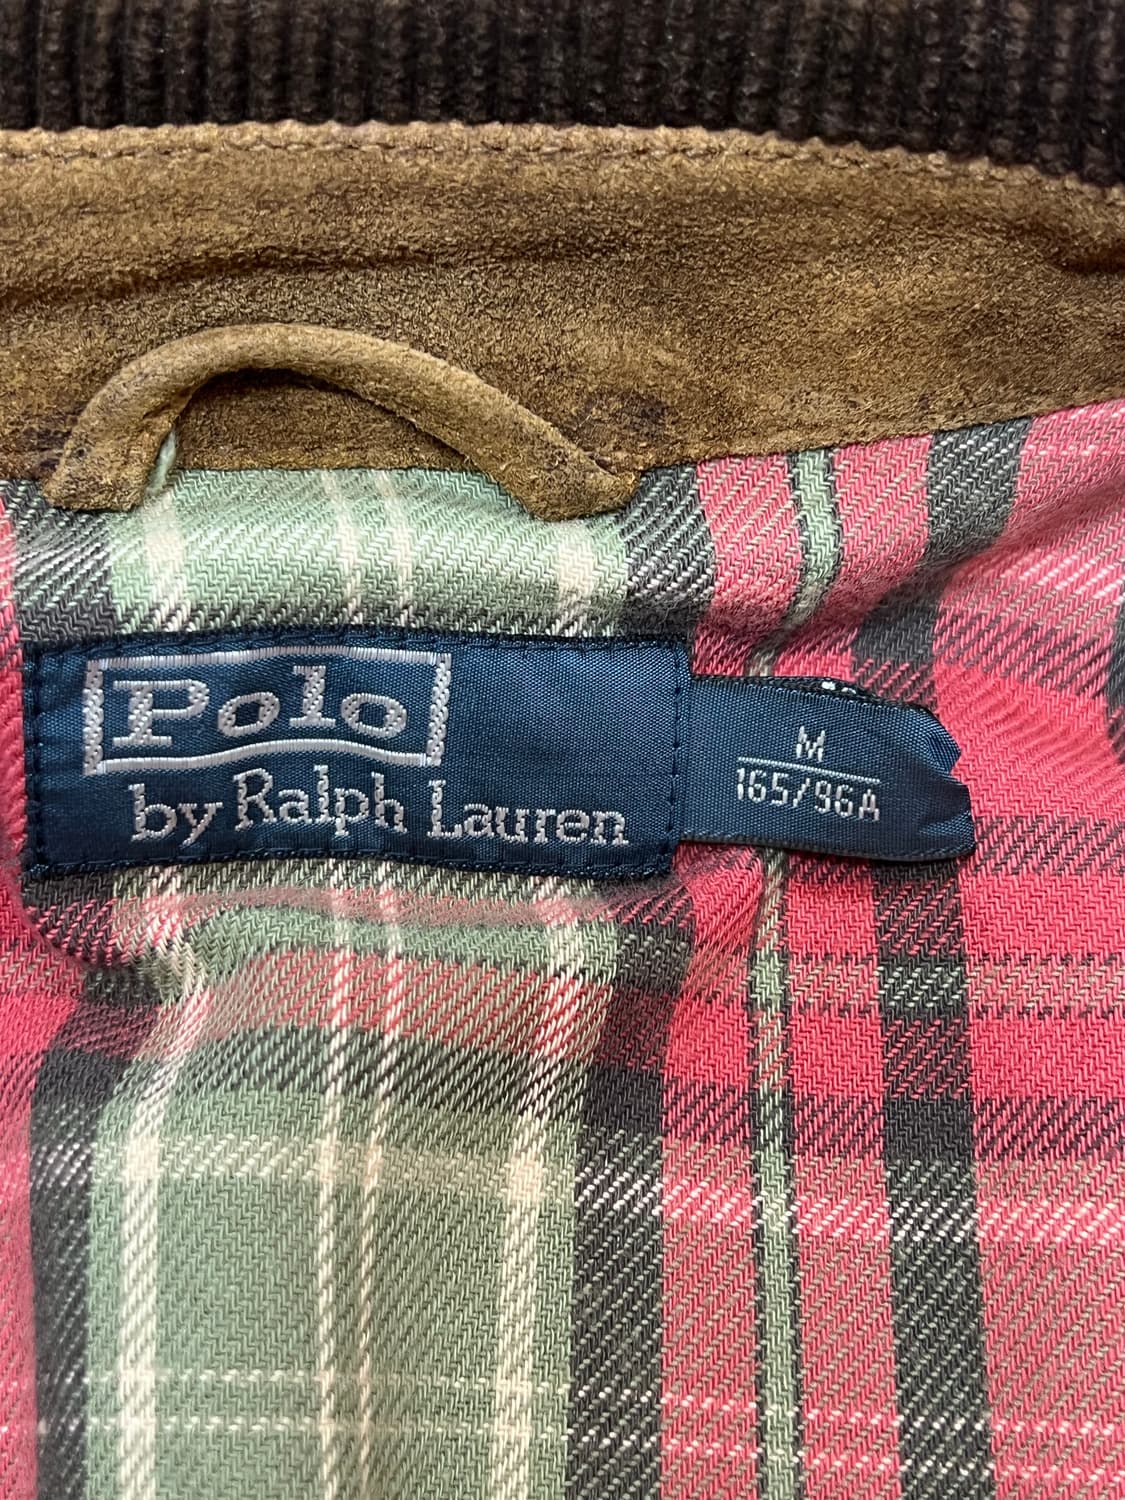 Polo
by Ralph Lauren
M
165/96A